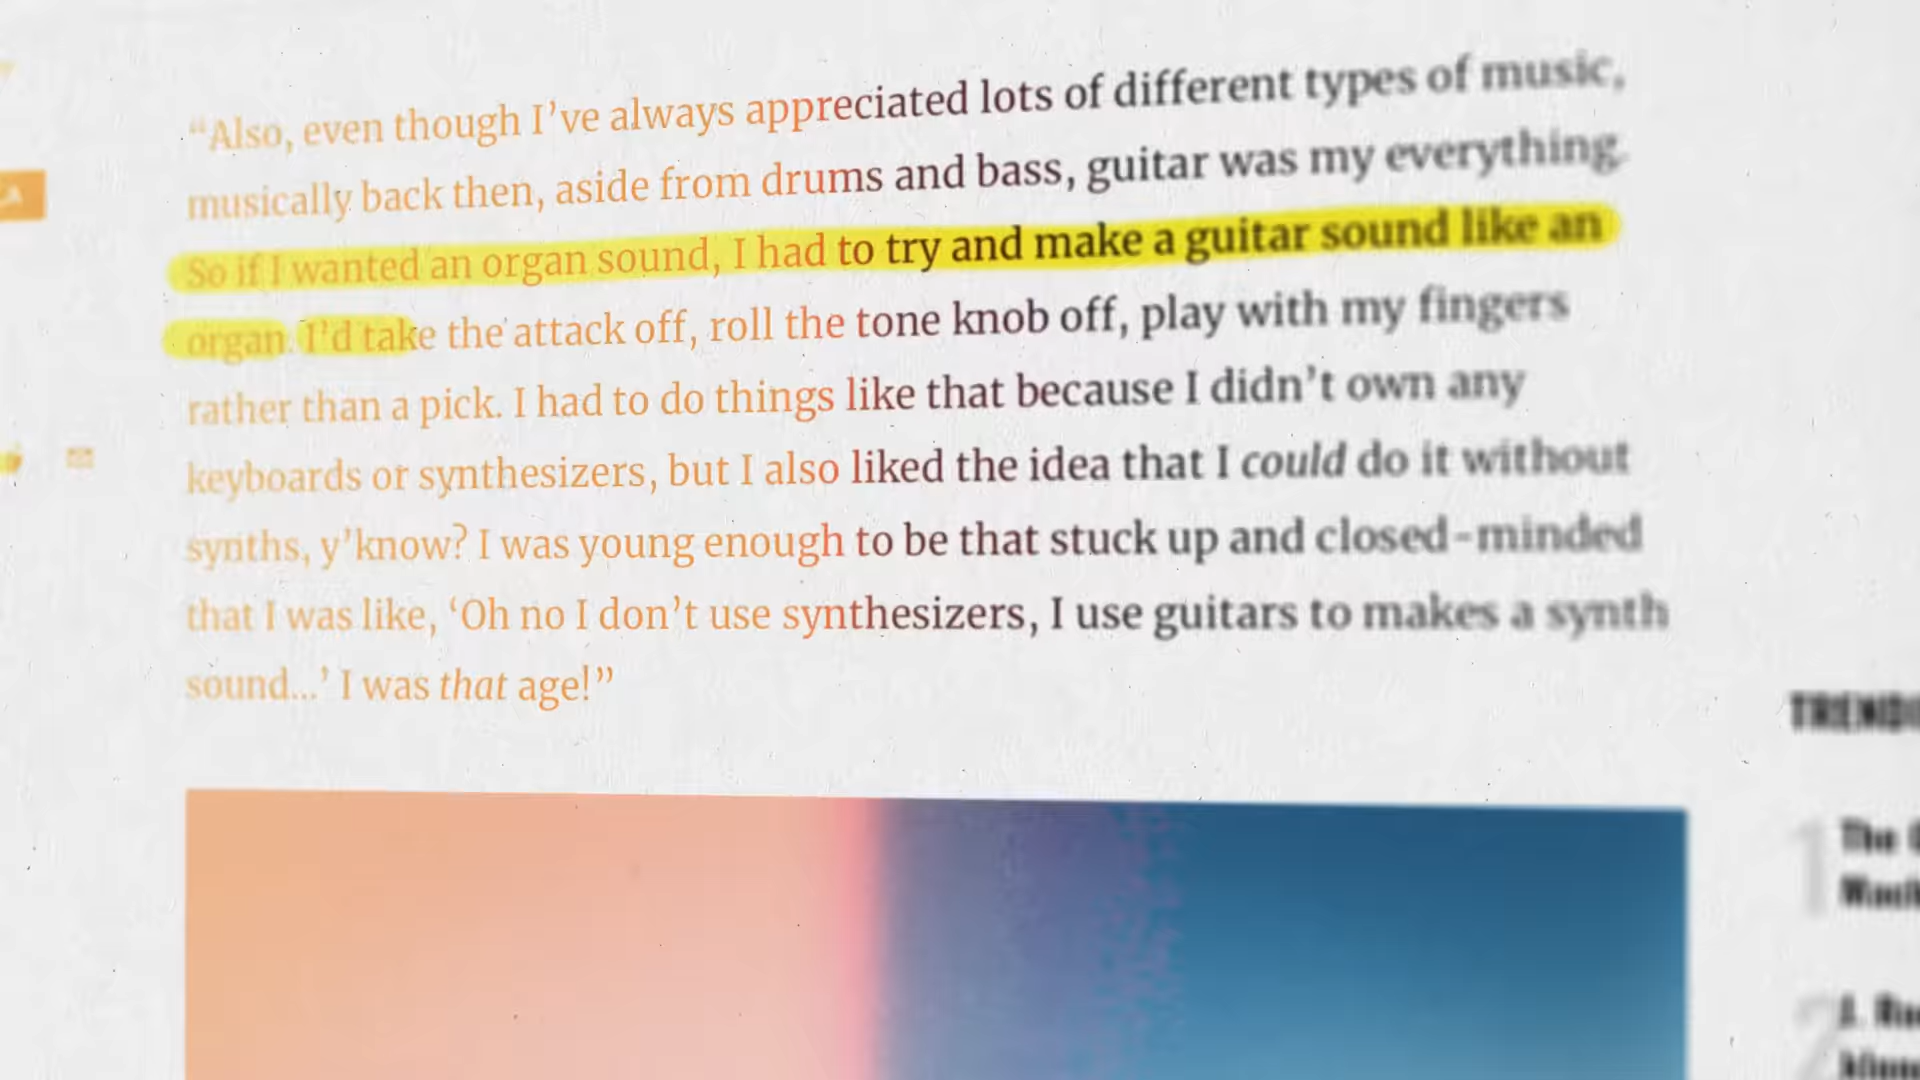 “Also, even though I’ve always appreciated lots of different types of music,
musically back then, aside from drums and bass, guitar was my everything.
So if I wanted an organ sound, I had to try and make a guitar sound like an
organ. I’d take the attack off, roll the tone knob off, play with my fingers
rather than a pick. I had to do things like that because I didn’t own any
keyboards or synthesizers, but I also liked the idea that I could do it without
synths, y’know? I was young enough to be that stuck up and closed-minded
that I was like, ‘Oh no I don’t use synthesizers, I use guitars to makes a synth
sound...’ I was that age!”
1 The
2 J.